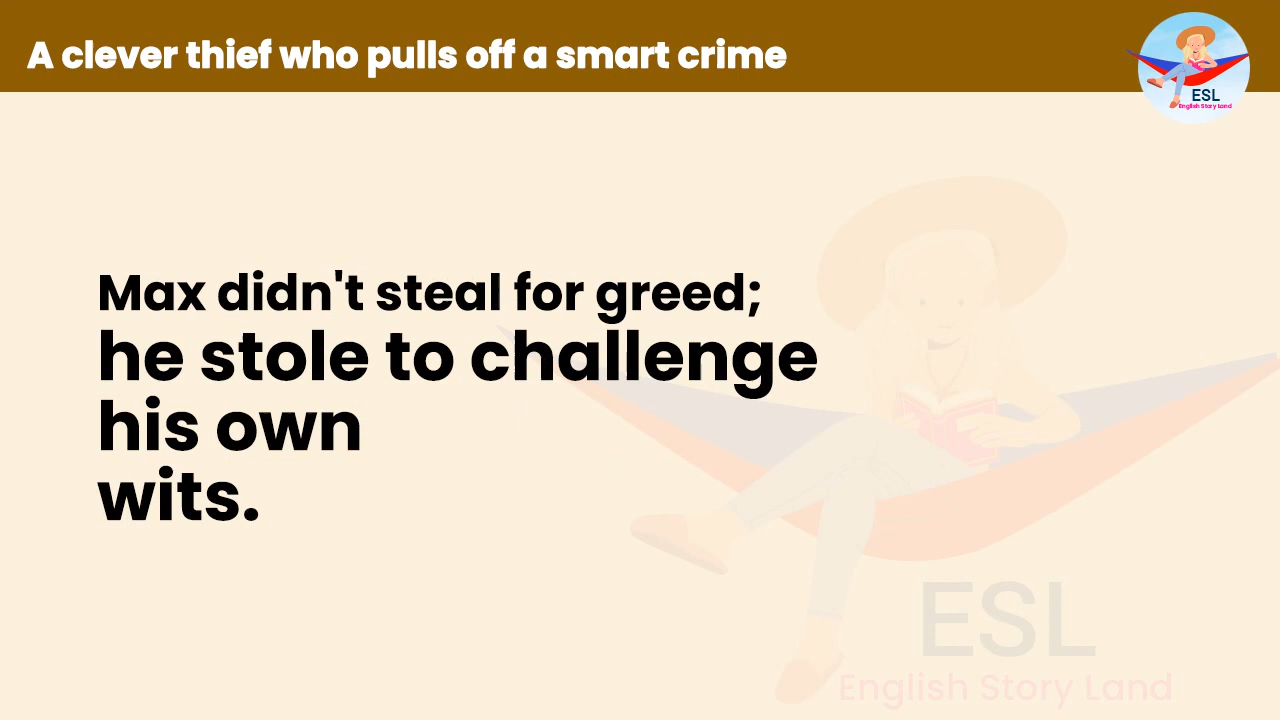 A clever thief who pulls off a smart crime
ESL
English Story Land
Max didn't steal for greed;
he stole to challenge
his own
wits.
ESL
English Story Land